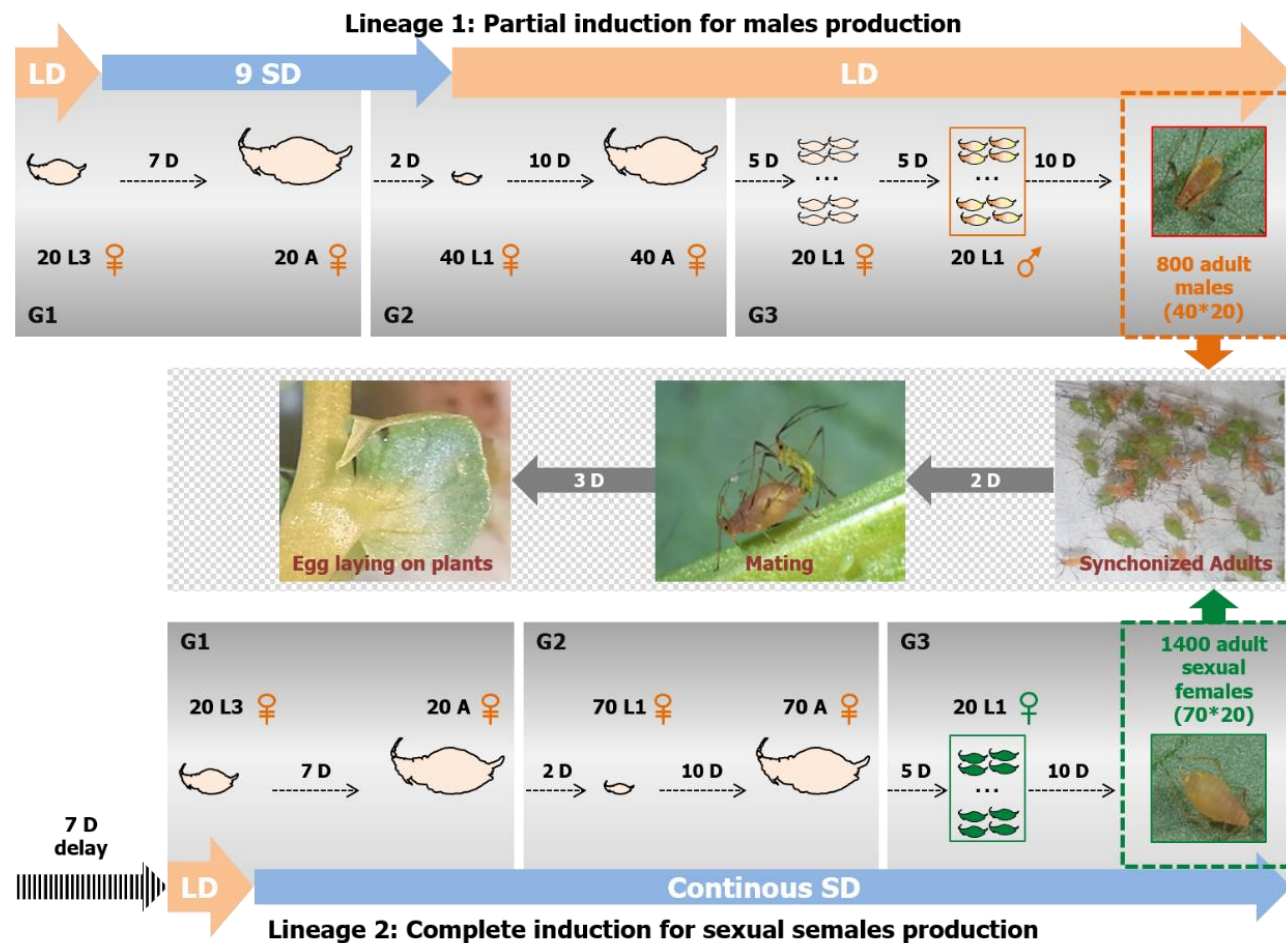 Lineage 1: Partial induction for males production
LD
9 SD
LD
7 D
2 D
10 D
5 D
5 D
10 D
...
...
20 L3
20 A
40 L1
40 A
20 L1
20 L1
800 adult
males
(40*20)
G1
G2
G3
3 D
2 D
Egg laying on plants
Mating
Synchonized Adults
G1
G2
G3
1400 adult
sexual
females
(70*20)
20 L3
20 A
70 L1
70 A
20 L1
7 D
2 D
10 D
5 D
10 D
...
7 D
delay
LD
Continous SD
Lineage 2: Complete induction for sexual semales production